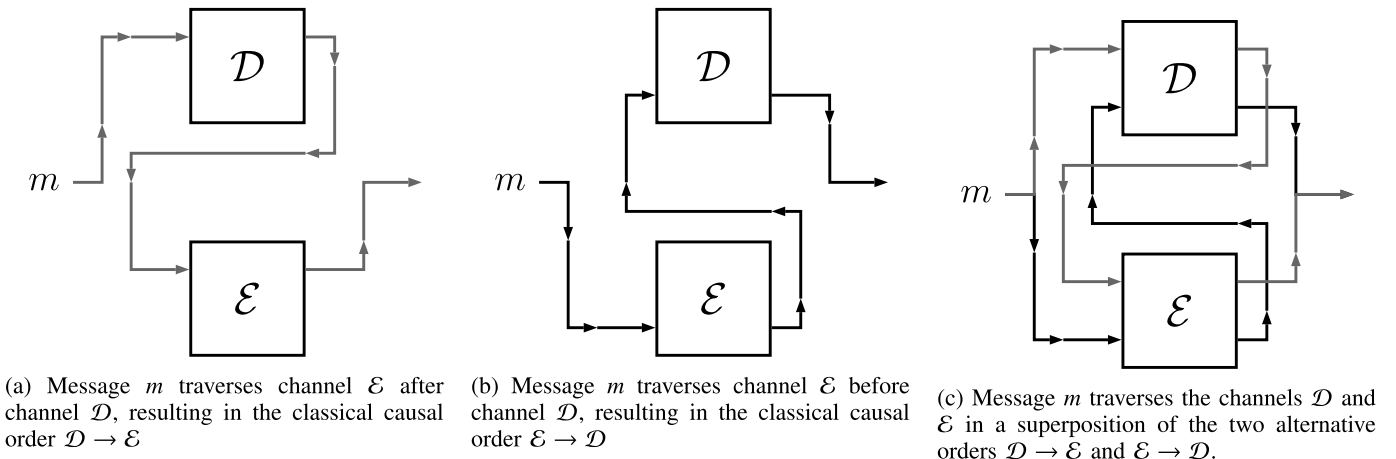 𝒟
m
ℰ
(a) Message m traverses channel ℰ after
channel 𝒟, resulting in the classical causal
order 𝒟 → ℰ
𝒟
m
ℰ
(b) Message m traverses channel ℰ before
channel 𝒟, resulting in the classical causal
order ℰ → 𝒟
𝒟
m
ℰ
(c) Message m traverses the channels 𝒟 and
ℰ in a superposition of the two alternative
orders 𝒟 → ℰ and ℰ → 𝒟.